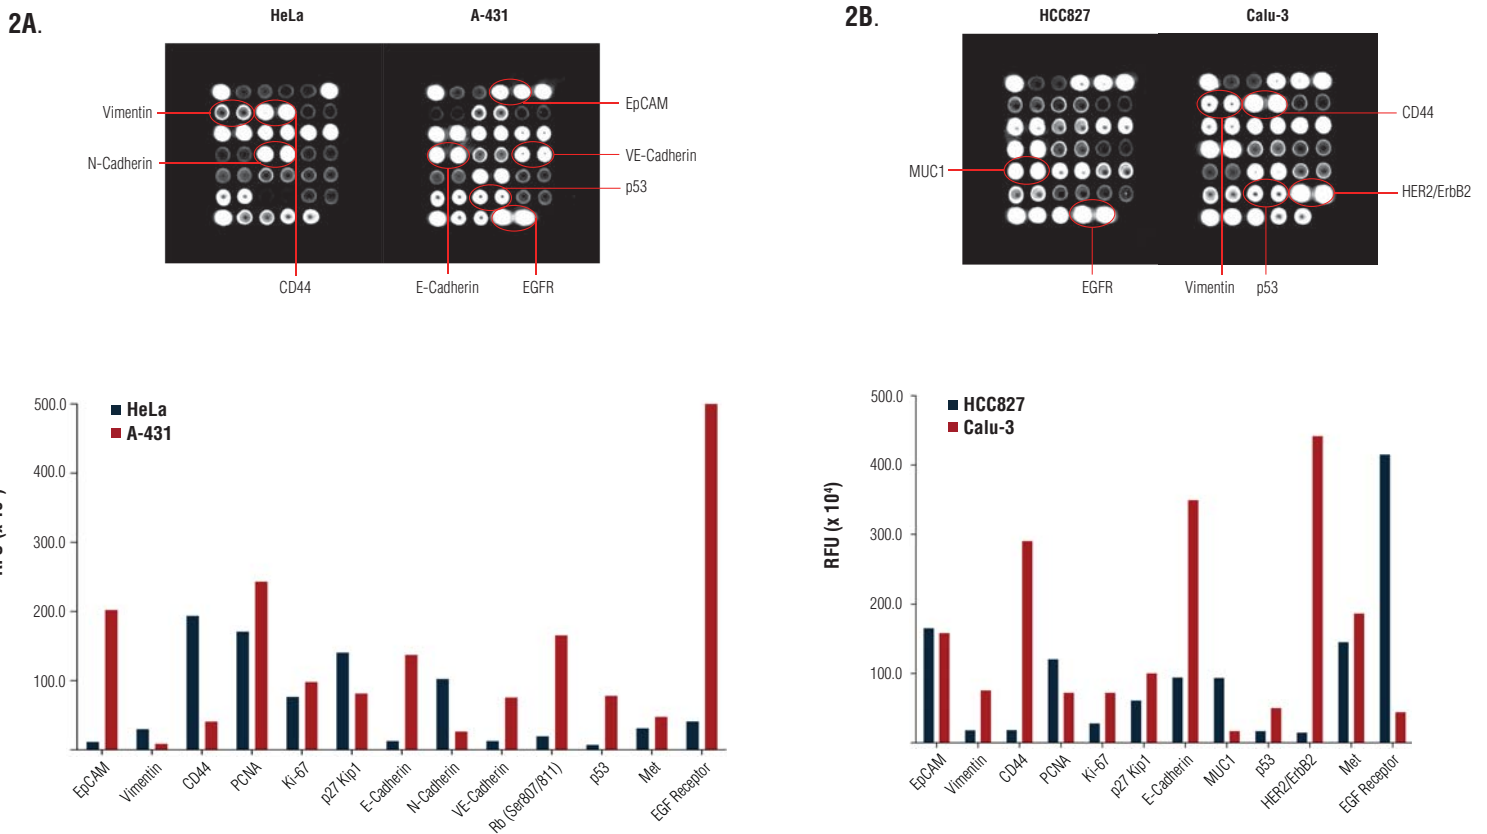 2A.
HeLa
A-431
Vimentin
N-Cadherin
CD44
E-Cadherin
EGFR
EpCAM
VE-Cadherin
p53
2B.
HCC827
Calu-3
MUC1
EGFR
Vimentin
p53
CD44
HER2/ErbB2
HeLa
A-431
500.0
400.0
300.0
200.0
100.0
EpCAM
Vimentin
CD44
PCNA
Ki-67
p27 Kip1
E-Cadherin
N-Cadherin
VE-Cadherin
Rb (Ser807/811)
p53
Met
EGF Receptor
HCC827
Calu-3
RFU (x 10⁴)
500.0
400.0
300.0
200.0
100.0
EpCAM
Vimentin
CD44
PCNA
Ki-67
p27 Kip1
E-Cadherin
MUC1
p53
HER2/ErbB2
Met
EGF Receptor